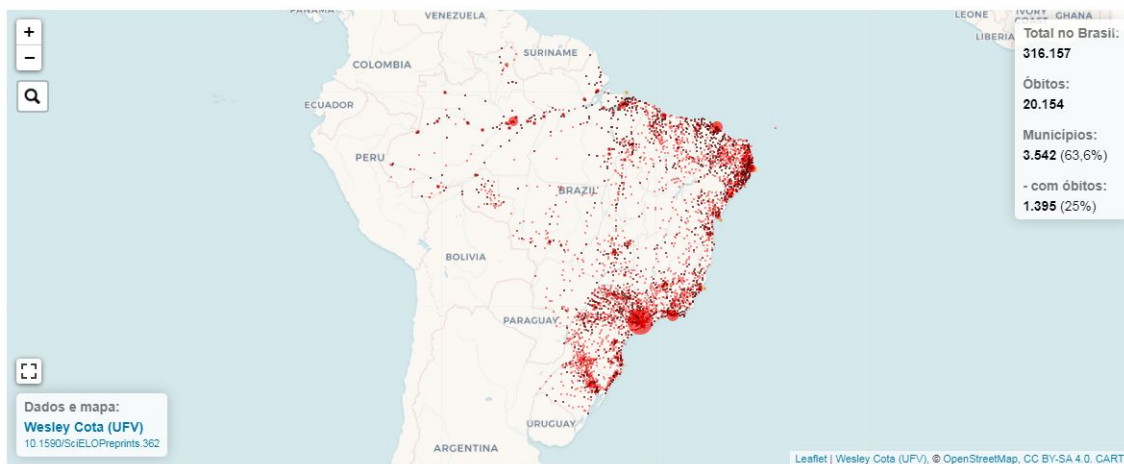 PANAMA
VENEZUELA
COLOMBIA
SURINAME
ECUADOR
PERU
BRAZIL
BOLIVIA
PARAGUAY
URUGUAY
ARGENTINA
LEONE
IVORY
COAST
GHANA
LIBERIA
+
−
Total no Brasil:
316.157
Óbitos:
20.154
Municípios:
3.542 (63,6%)
- com óbitos:
1.395 (25%)
Dados e mapa:
Wesley Cota (UFV)
10.1590/SciELOPreprints.362
Leaflet | Wesley Cota (UFV), © OpenStreetMap, CC BY-SA 4.0. CART